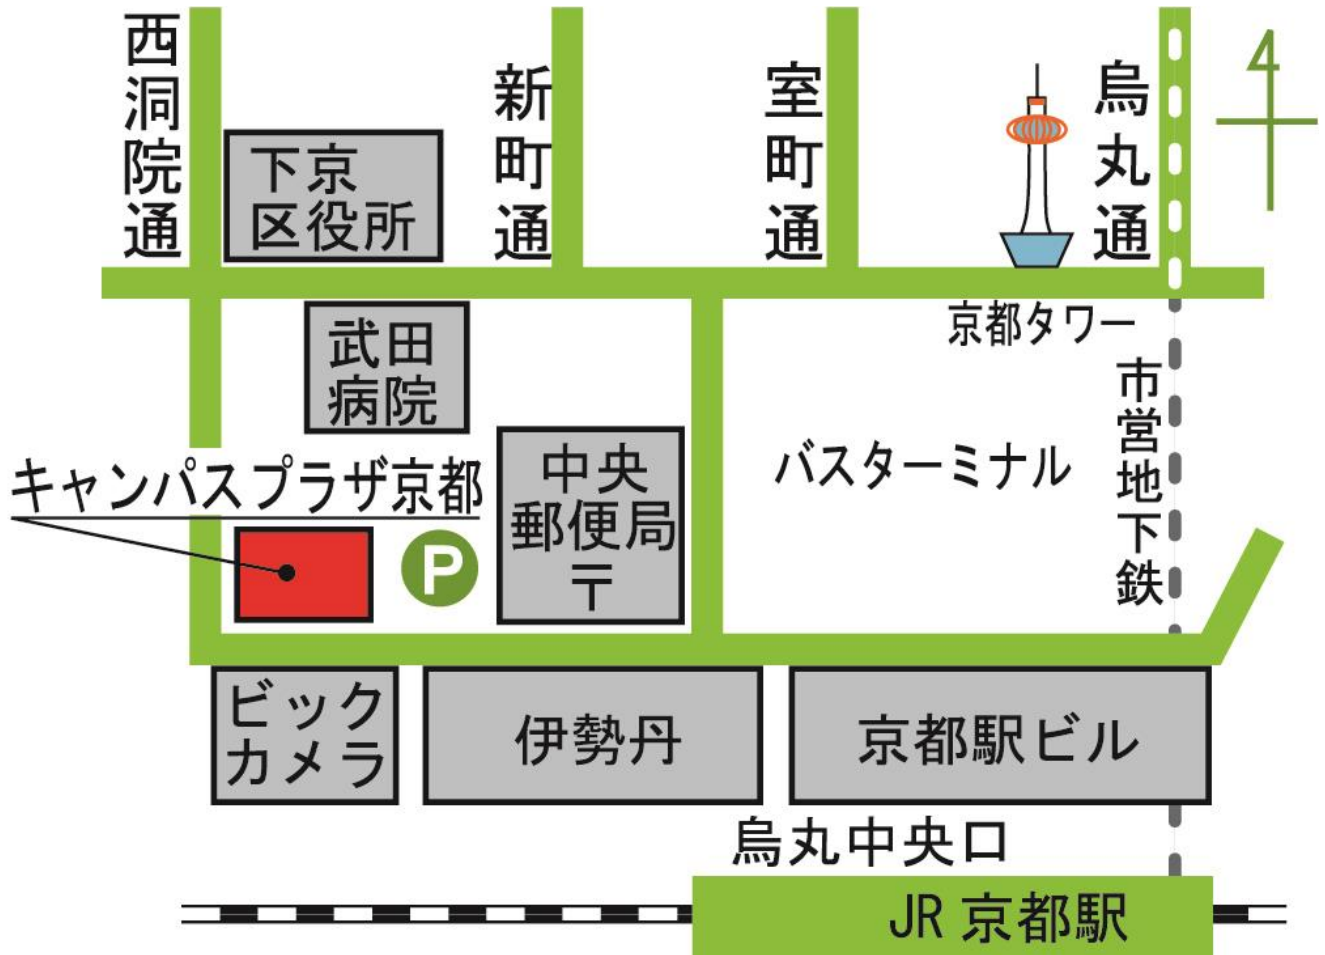 西洞院通
新町通
室町通
烏丸通
4
下京
区役所
京都タワー
武田
病院
市営地下鉄
キャンパスプラザ京都
中央
郵便局
〒
バスターミナル
P
ビック
カメラ
伊勢丹
京都駅ビル
烏丸中央口
JR 京都駅